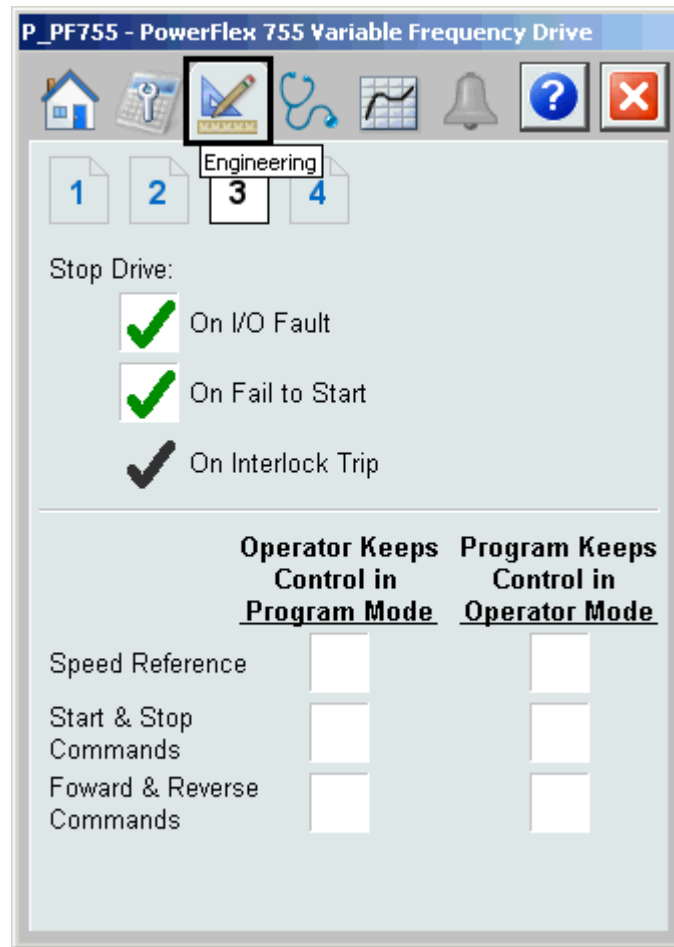 P_PF755 - PowerFlex 755 Variable Frequency Drive
?
Engineering
1 2 3 4
Stop Drive:
On I/O Fault
On Fail to Start
On Interlock Trip
Operator Keeps Program Keeps
Control in Control in
Program Mode Operator Mode
Speed Reference
Start & Stop
Commands
Foward & Reverse
Commands